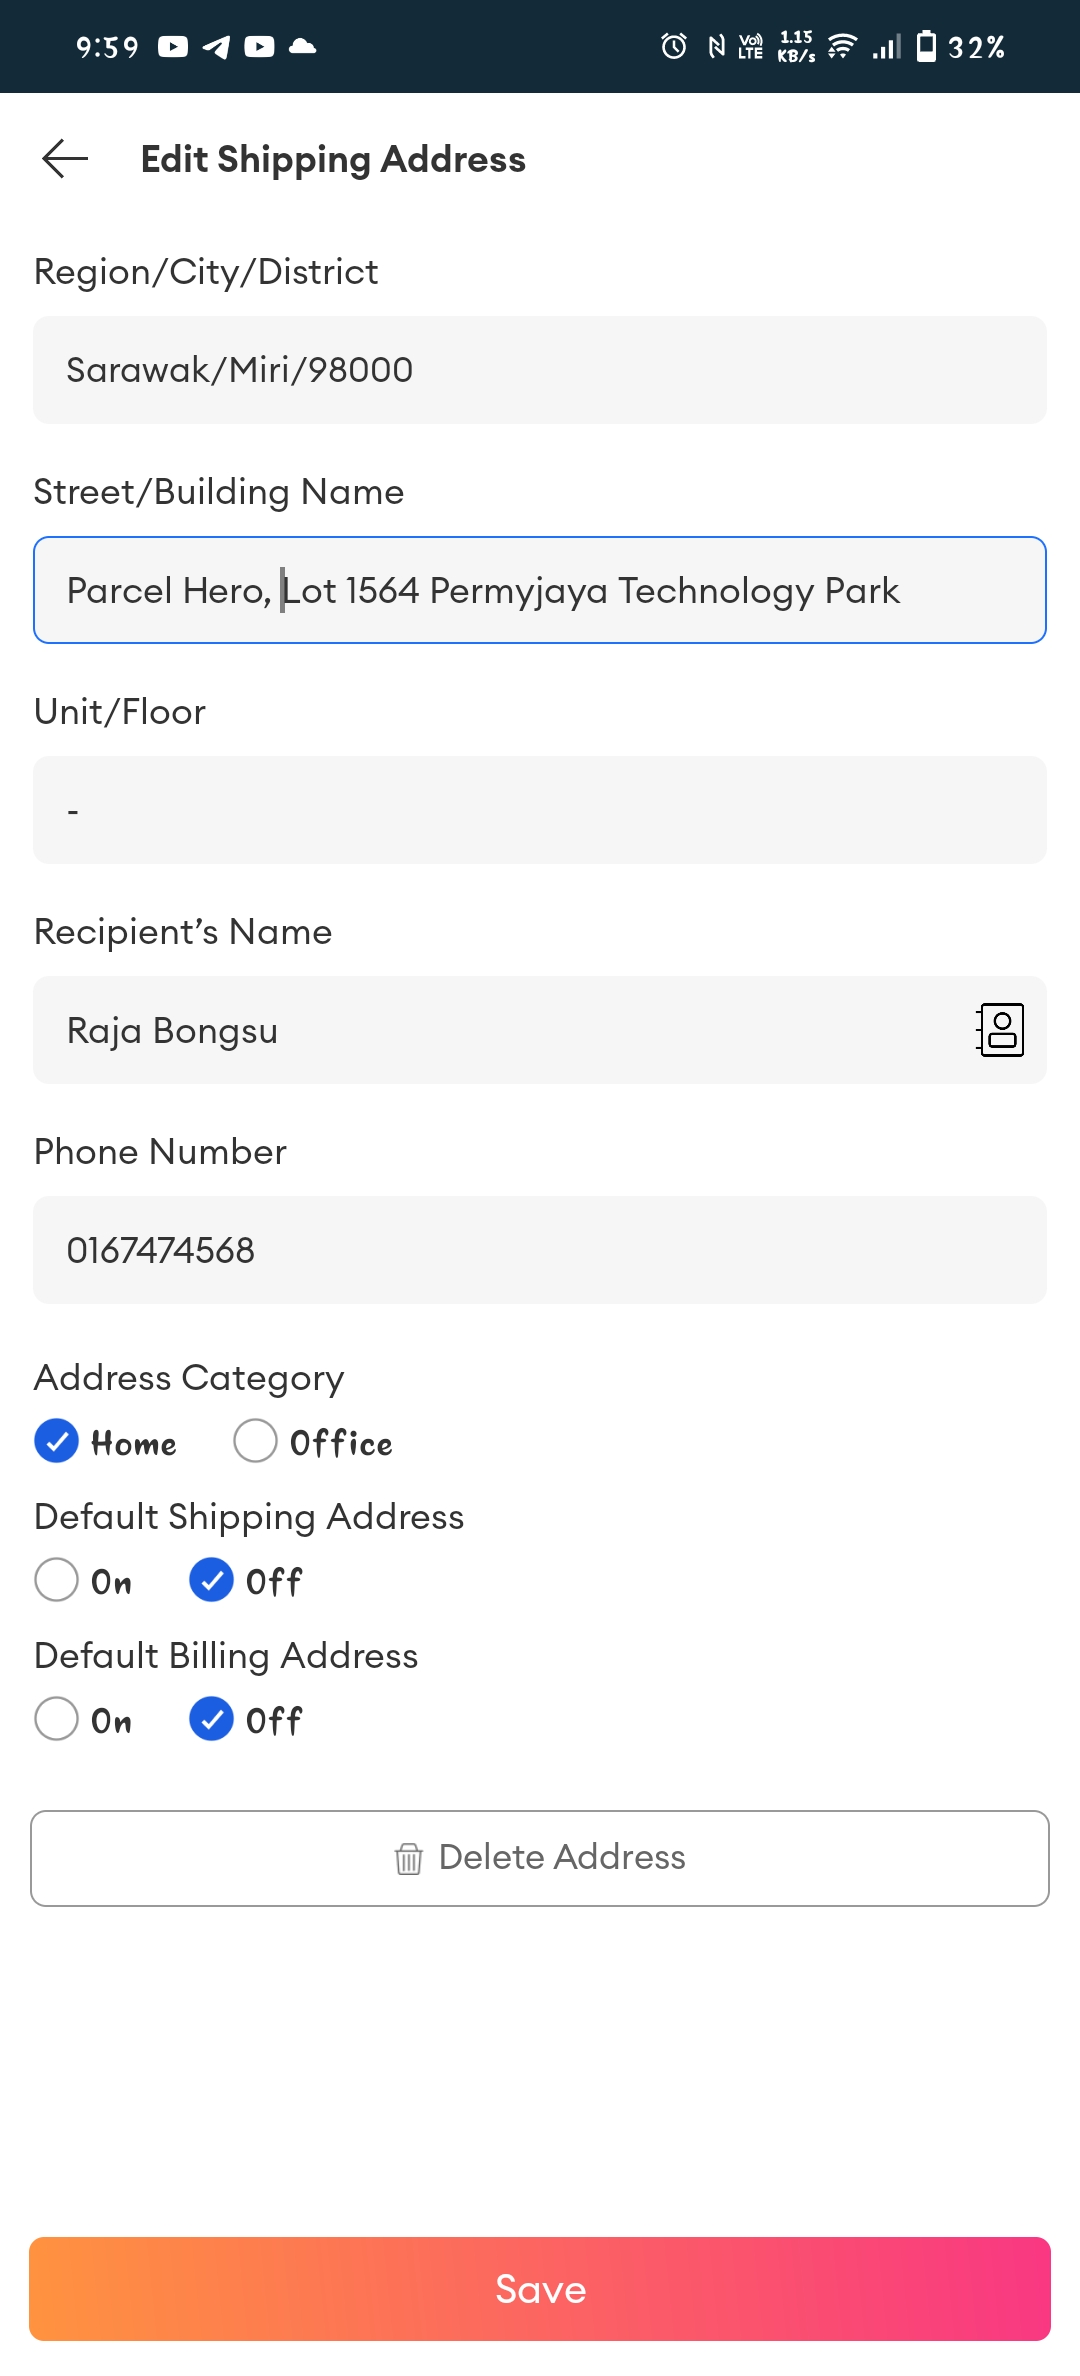 9:59 Vo)) LTE 1.15 KB/s 32%
Edit Shipping Address
Region/City/District
Sarawak/Miri/98000
Street/Building Name
Parcel Hero, Lot 1564 Permyjaya Technology Park
Unit/Floor
-
Recipient’s Name
Raja Bongsu
Phone Number
0167474568
Address Category
Home Office
Default Shipping Address
On Off
Default Billing Address
On Off
Delete Address
Save